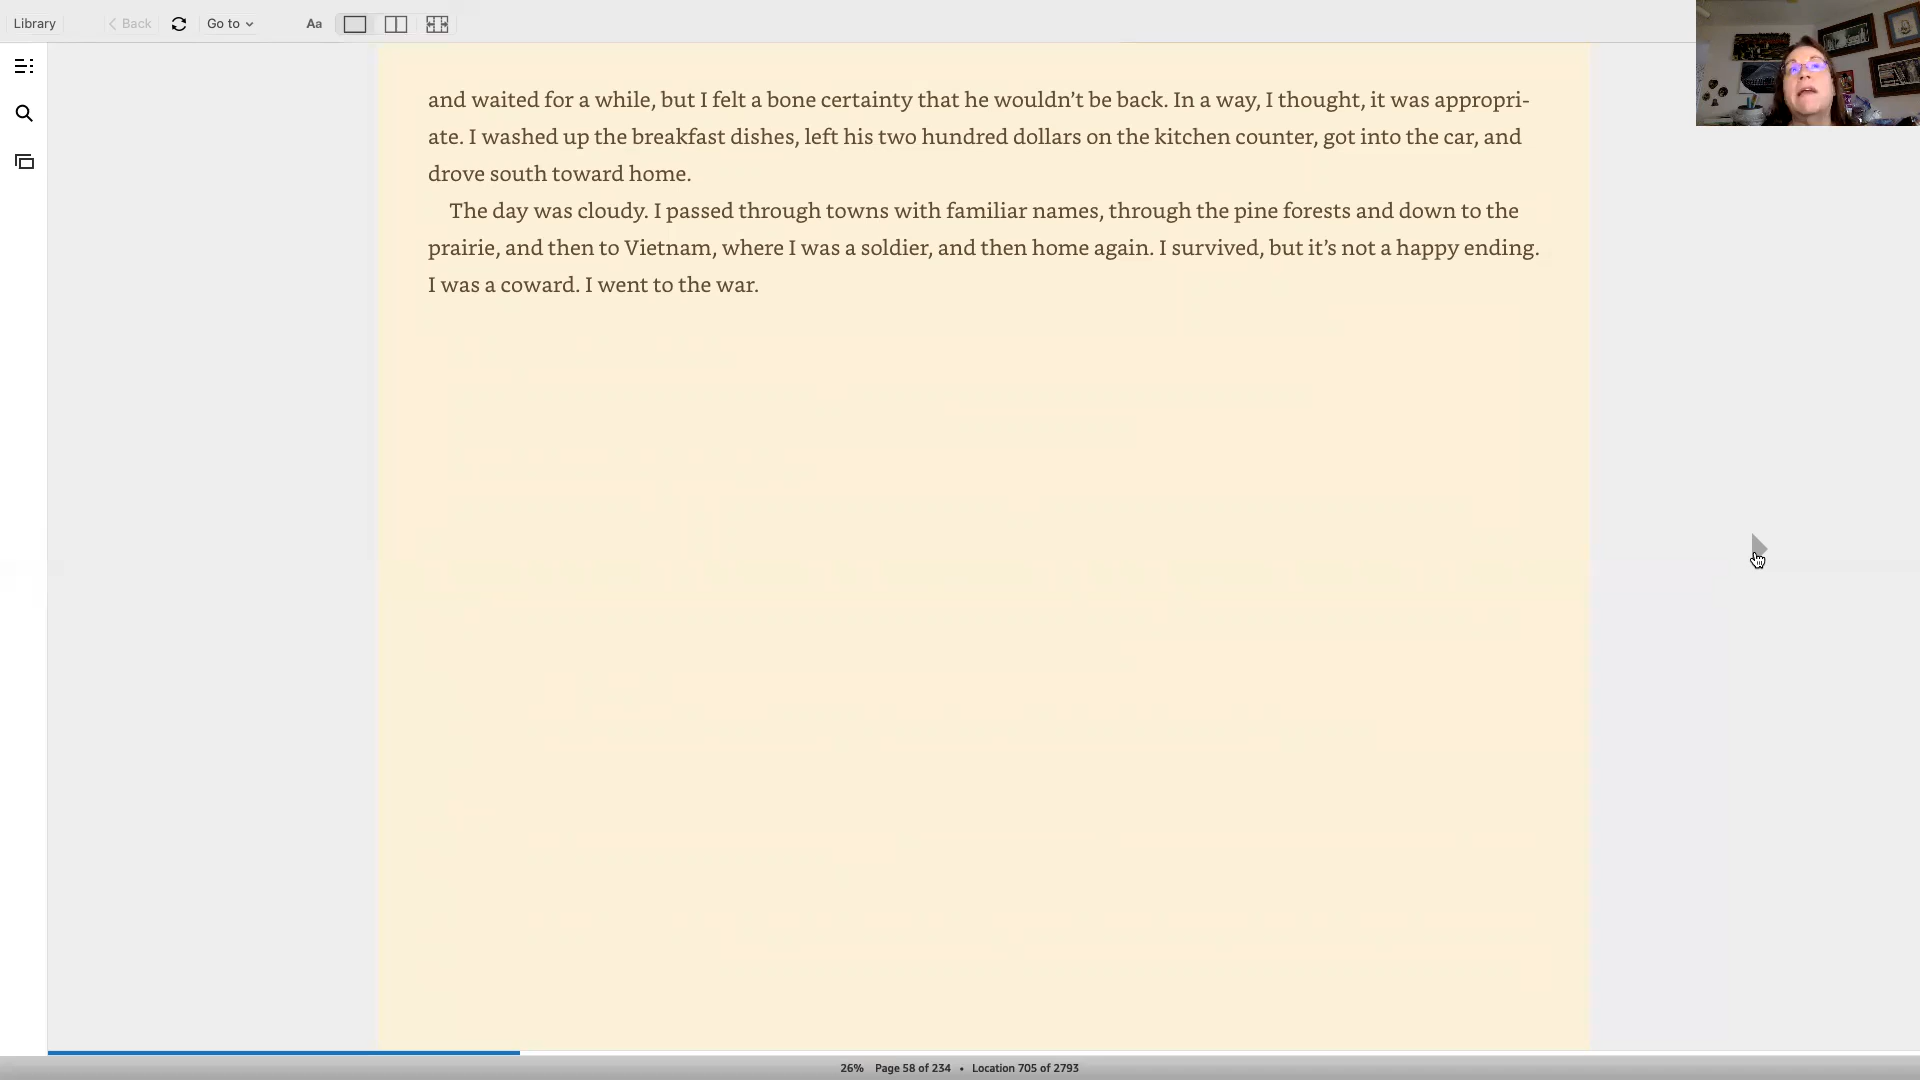 Library
Back
Go to
Aa
and waited for a while, but I felt a bone certainty that he wouldn’t be back. In a way, I thought, it was appropri-
ate. I washed up the breakfast dishes, left his two hundred dollars on the kitchen counter, got into the car, and
drove south toward home.
The day was cloudy. I passed through towns with familiar names, through the pine forests and down to the
prairie, and then to Vietnam, where I was a soldier, and then home again. I survived, but it’s not a happy ending.
I was a coward. I went to the war.
26% Page 58 of 234 • Location 705 of 2793